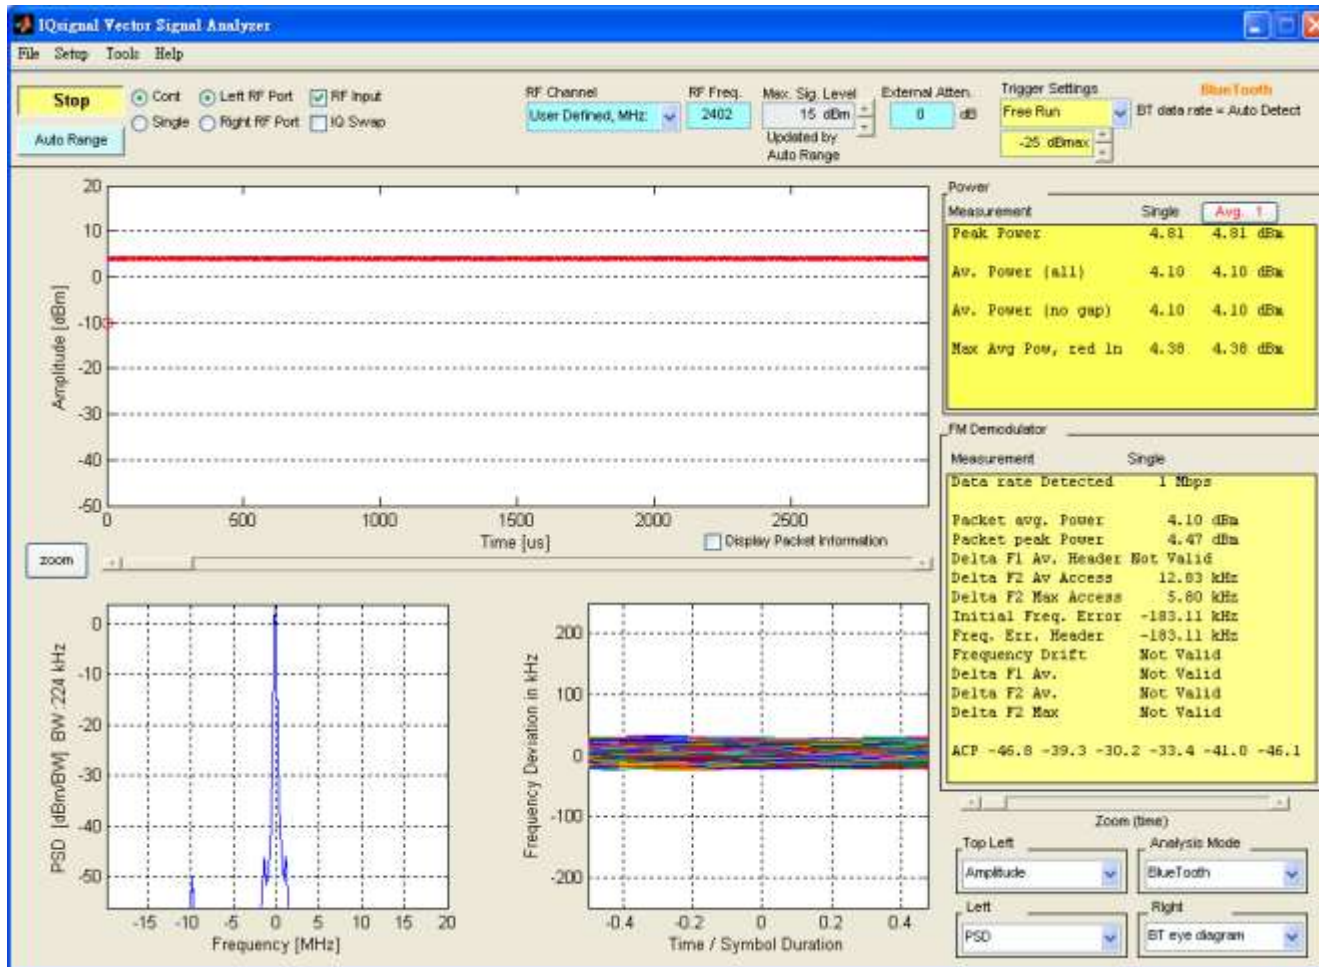 IQsignal Vector Signal Analyzer
File Setup Tools Help
Stop
Auto Range
Cont Left RF Port RF Input
Single Right RF Port IQ Swap
RF Channel
User Defined, MHz:
RF Freq.
2402
Max. Sig. Level
15 dBm
Updated by
Auto Range
External Atten.
0 dB
Trigger Settings
Free Run
-25 dBmax
BlueTooth
BT data rate = Auto Detect
20
10
0
-10
-20
-30
-40
-50
Amplitude [dBm]
0 500 1000 1500 2000 2500
Time [us]
Display Packet Information
zoom
Power
Measurement Single Avg. 1
Peak Power 4.81 4.81 dBm
Av. Power (all) 4.10 4.10 dBm
Av. Power (no gap) 4.10 4.10 dBm
Max Avg Pow, red ln 4.38 4.38 dBm
FM Demodulator
Measurement Single
Data rate Detected 1 Mbps
Packet avg. Power 4.10 dBm
Packet peak Power 4.47 dBm
Delta F1 Av. Header Not Valid
Delta F2 Av Access 12.83 kHz
Delta F2 Max Access 5.80 kHz
Initial Freq. Error -183.11 kHz
Freq. Err. Header -183.11 kHz
Frequency Drift Not Valid
Delta F1 Av. Not Valid
Delta F2 Av. Not Valid
Delta F2 Max Not Valid
ACP -46.8 -39.3 -30.2 -33.4 -41.0 -46.1
0
-10
-20
-30
-40
-50
PSD [dBm/BW] BW :224 kHz
-15 -10 -5 0 5 10 15 20
Frequency [MHz]
200
100
0
-100
-200
Frequency Deviation in kHz
-0.4 -0.2 0 0.2 0.4
Time / Symbol Duration
Zoom (time)
Top Left Analysis Mode
Amplitude BlueTooth
Left Right
PSD BT eye diagram